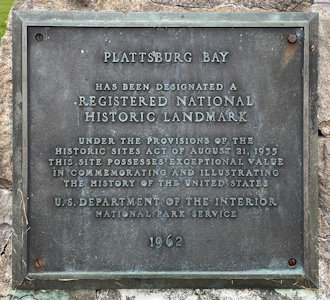 PLATTSBURG BAY
HAS BEEN DESIGNATED A
REGISTERED NATIONAL
HISTORIC LANDMARK
UNDER THE PROVISIONS OF THE
HISTORIC SITES ACT OF AUGUST 21, 1935
THIS SITE POSSESSES EXCEPTIONAL VALUE
IN COMMEMORATING AND ILLUSTRATING
THE HISTORY OF THE UNITED STATES
U.S. DEPARTMENT OF THE INTERIOR
NATIONAL PARK SERVICE
1962